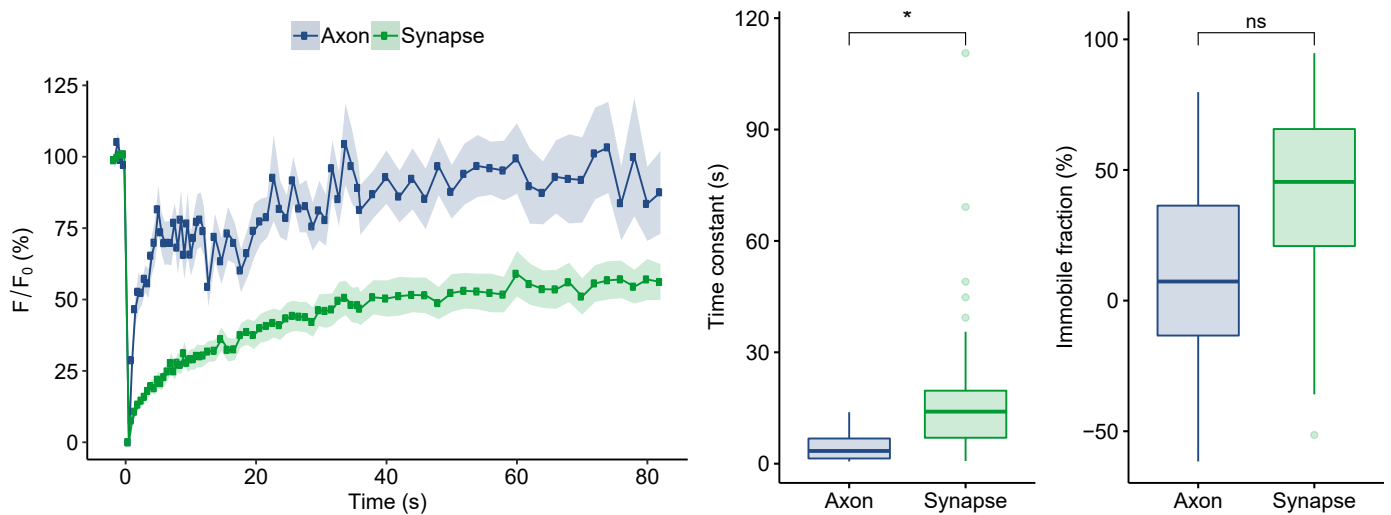 Axon Synapse
F / F0 (%)
125
100
75
50
25
0
0 20 40 60 80
Time (s)
Time constant (s)
120
90
60
30
0
*
Axon Synapse
Immobile fraction (%)
100
50
0
−50
ns
Axon Synapse